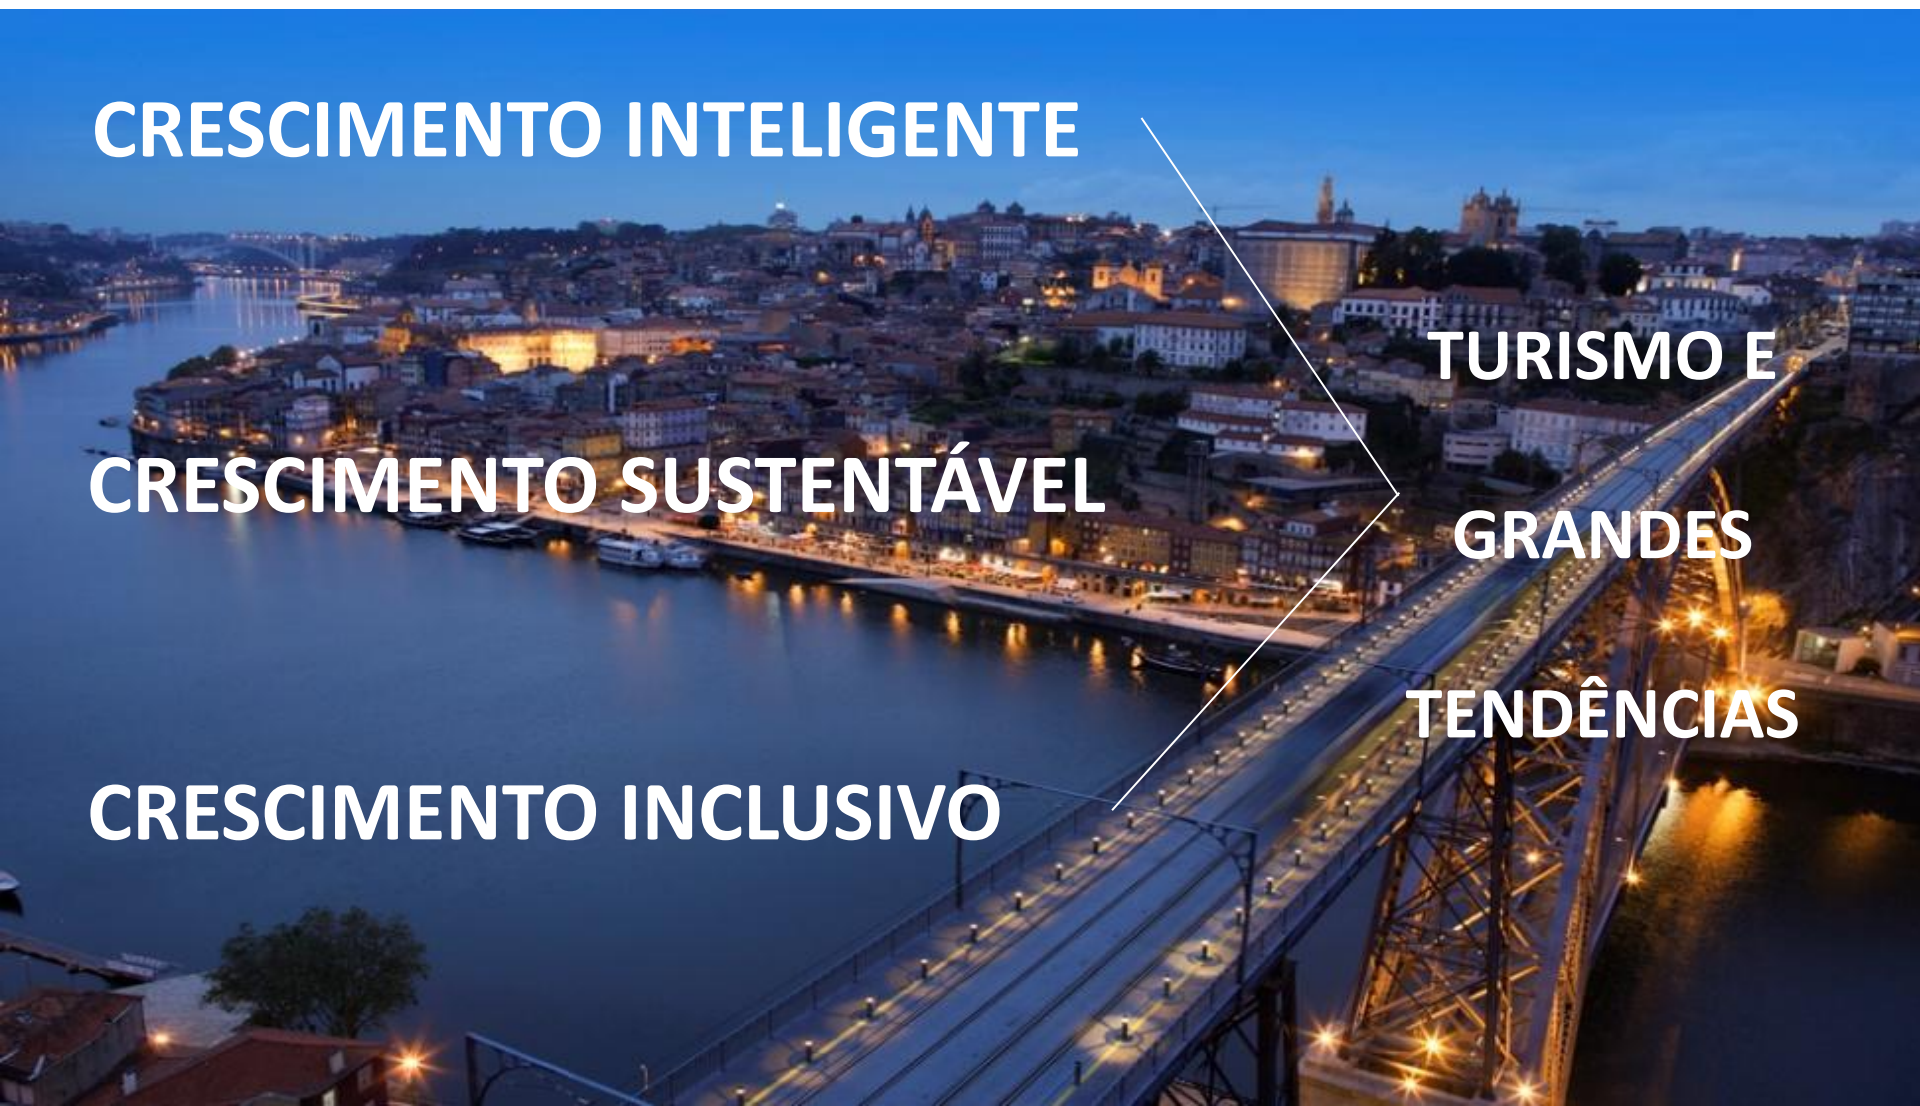 CRESCIMENTO INTELIGENTE
CRESCIMENTO SUSTENTÁVEL
CRESCIMENTO INCLUSIVO
TURISMO E
GRANDES
TENDÊNCIAS